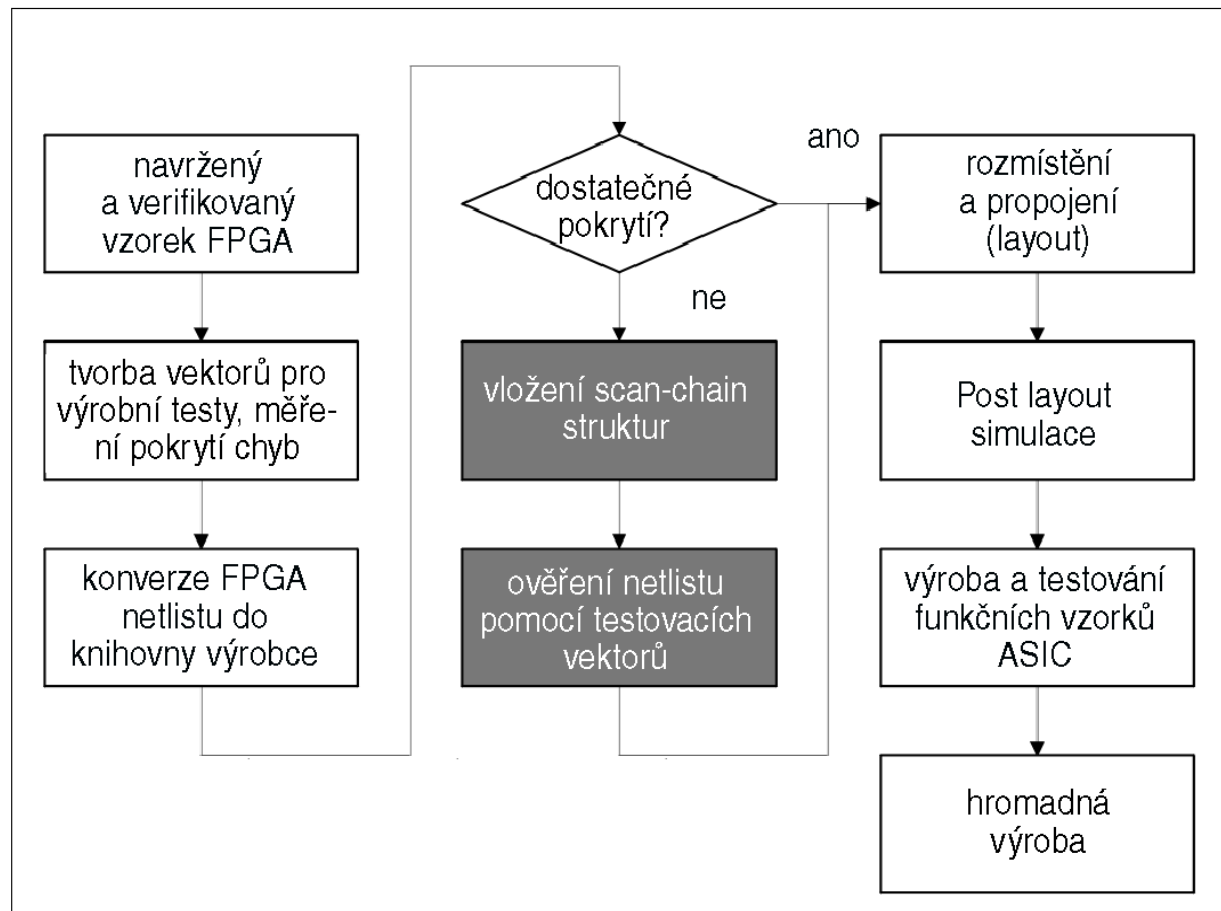 navržený
a verifikovaný
vzorek FPGA
tvorba vektorů pro
výrobní testy, měře-
ní pokrytí chyb
konverze FPGA
netlistu do
knihovny výrobce
dostatečné
pokrytí?
ano
ne
vložení scan-chain
struktur
ověření netlistu
pomocí testovacích
vektorů
rozmístění
a propojení
(layout)
Post layout
simulace
výroba a testování
funkčních vzorků
ASIC
hromadná
výroba